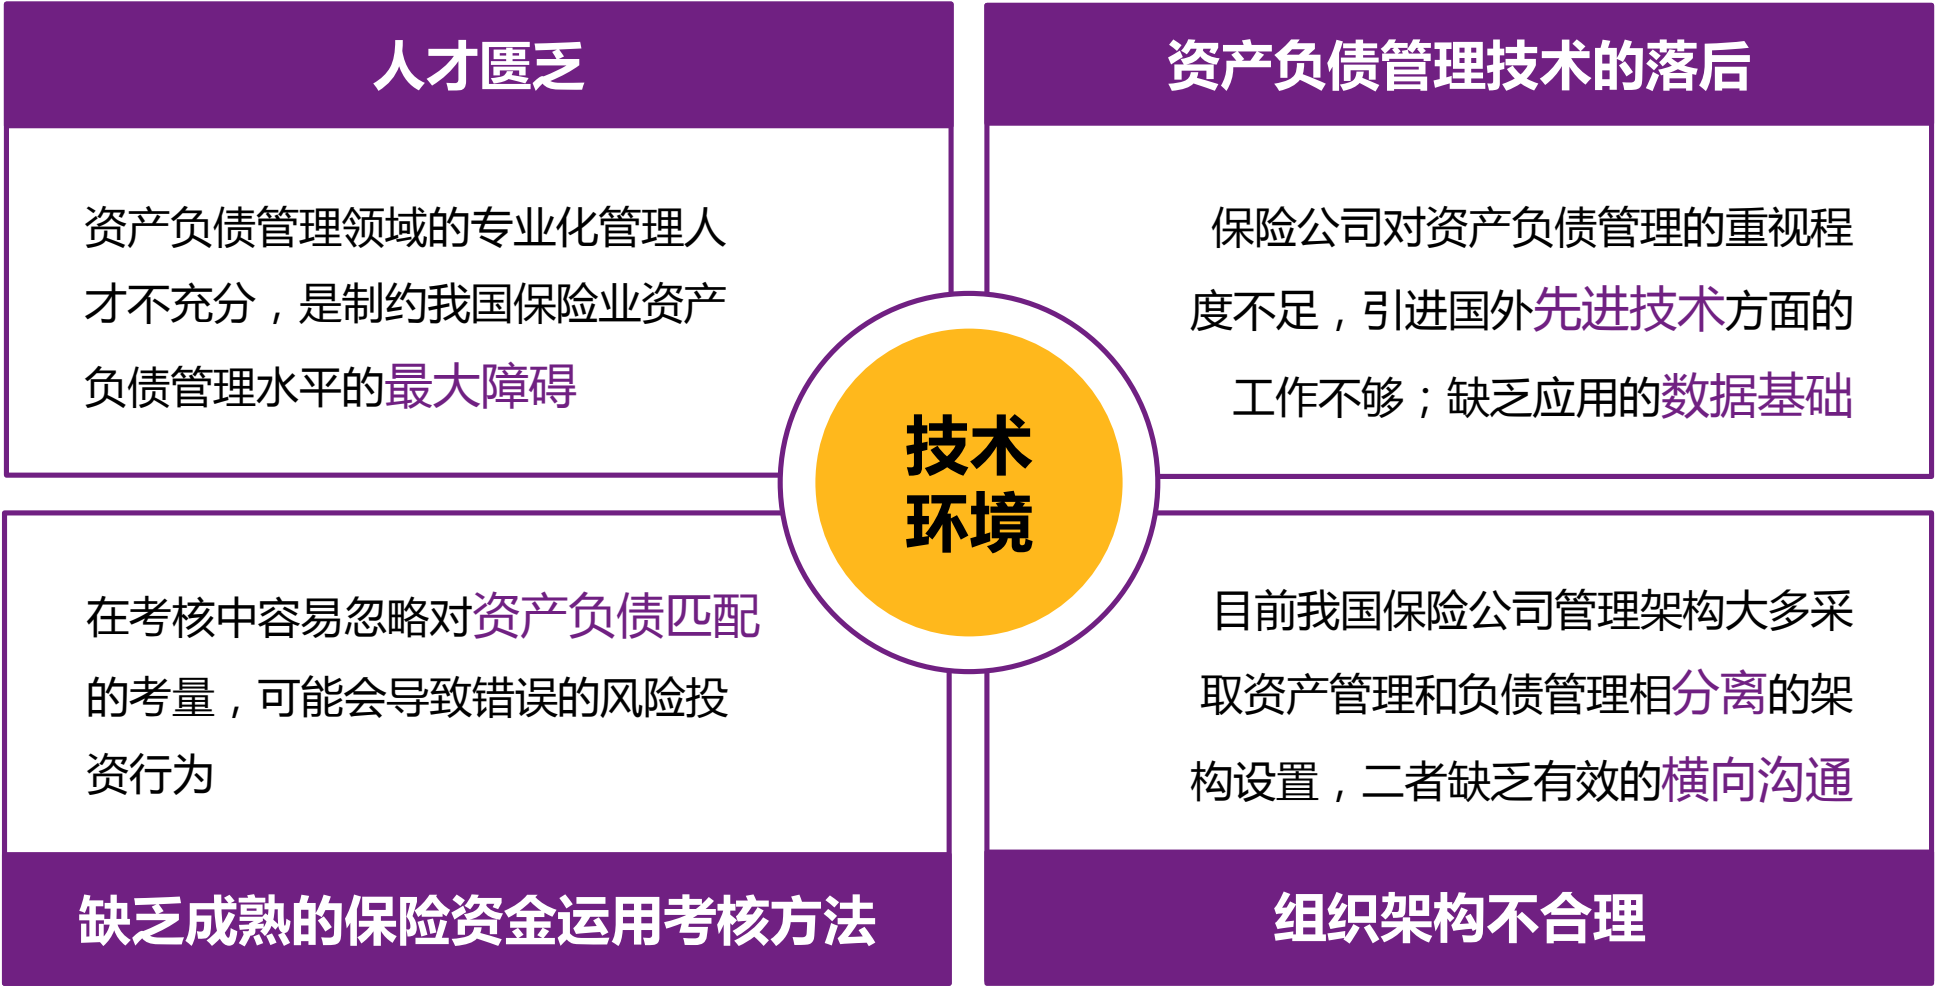 人才匮乏
资产负债管理领域的专业化管理人
才不充分，是制约我国保险业资产
负债管理水平的最大障碍
资产负债管理技术的落后
保险公司对资产负债管理的重视程
度不足，引进国外先进技术方面的
工作不够；缺乏应用的数据基础
技术
环境
在考核中容易忽略对资产负债匹配
的考量，可能会导致错误的风险投
资行为
缺乏成熟的保险资金运用考核方法
目前我国保险公司管理架构大多采
取资产管理和负债管理相分离的架
构设置，二者缺乏有效的横向沟通
组织架构不合理